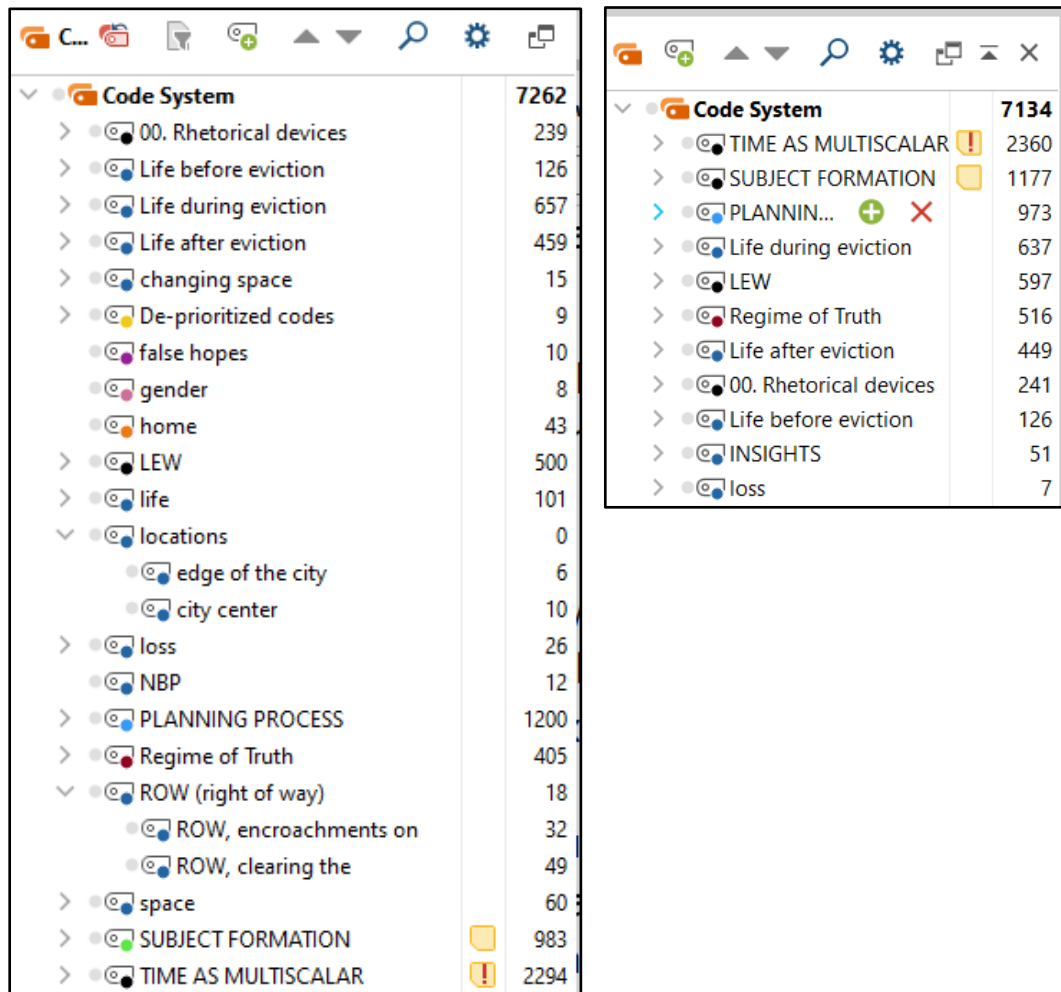 C...
Code System 7262
00. Rhetorical devices 239
Life before eviction 126
Life during eviction 657
Life after eviction 459
changing space 15
De-prioritized codes 9
false hopes 10
gender 8
home 43
LEW 500
life 101
locations 0
edge of the city 6
city center 10
loss 26
NBP 12
PLANNING PROCESS 1200
Regime of Truth 405
ROW (right of way) 18
ROW, encroachments on 32
ROW, clearing the 49
space 60
SUBJECT FORMATION 983
TIME AS MULTISCALAR 2294
Code System 7134
TIME AS MULTISCALAR 2360
SUBJECT FORMATION 1177
PLANNIN... 973
Life during eviction 637
LEW 597
Regime of Truth 516
Life after eviction 449
00. Rhetorical devices 241
Life before eviction 126
INSIGHTS 51
loss 7